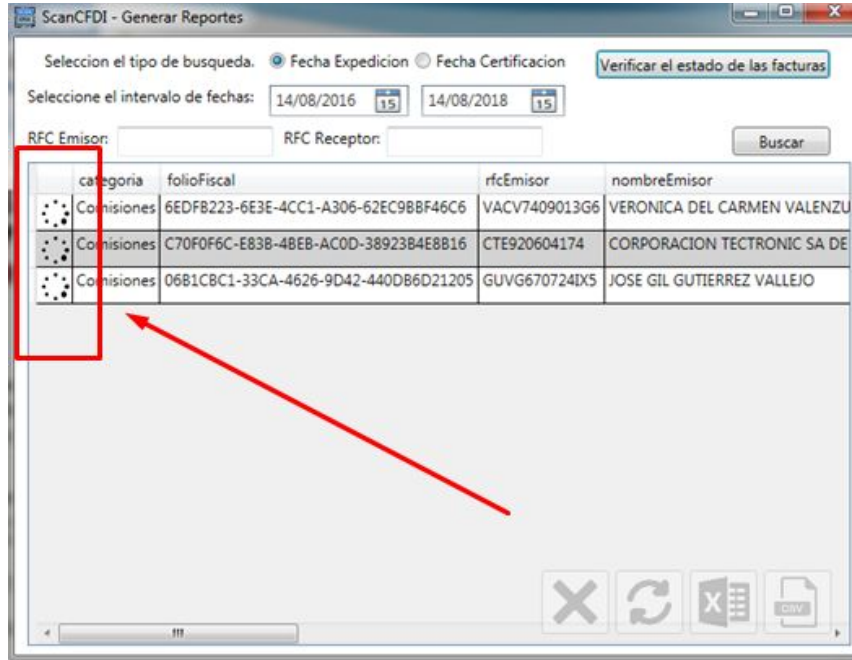 ScanCFDI - Generar Reportes
Seleccion el tipo de busqueda. Fecha Expedicion Fecha Certificacion Verificar el estado de las facturas
Seleccione el intervalo de fechas: 14/08/2016 15 14/08/2018 15
RFC Emisor: RFC Receptor: Buscar
categoria folioFiscal rfcEmisor nombreEmisor
Comisiones 6EDFB223-6E3E-4CC1-A306-62EC9BBF46C6 VACV7409013G6 VERONICA DEL CARMEN VALENZU
Comisiones C70F0F6C-E83B-4BEB-AC0D-38923B4E8B16 CTE920604174 CORPORACION TECTRONIC SA DE
Comisiones 06B1CBC1-33CA-4626-9D42-440DB6D21205 GUVG670724IX5 JOSE GIL GUTIERREZ VALLEJO
X CSV